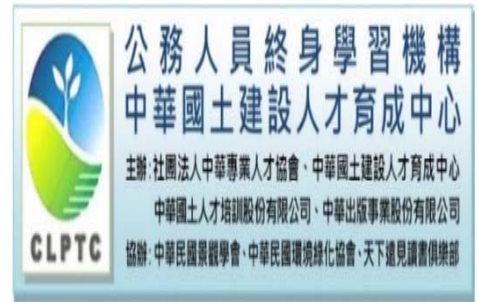 公務人員終身學習機構
中華國土建設人才育成中心
主辦：社團法人中華專業人才協會、中華國土建設人才育成中心
中華國土人才培訓股份有限公司、中華出版事業股份有限公司
協辦：中華民國景觀學會、中華民國環境綠化協會、天下遠見讀書俱樂部
CLPTC